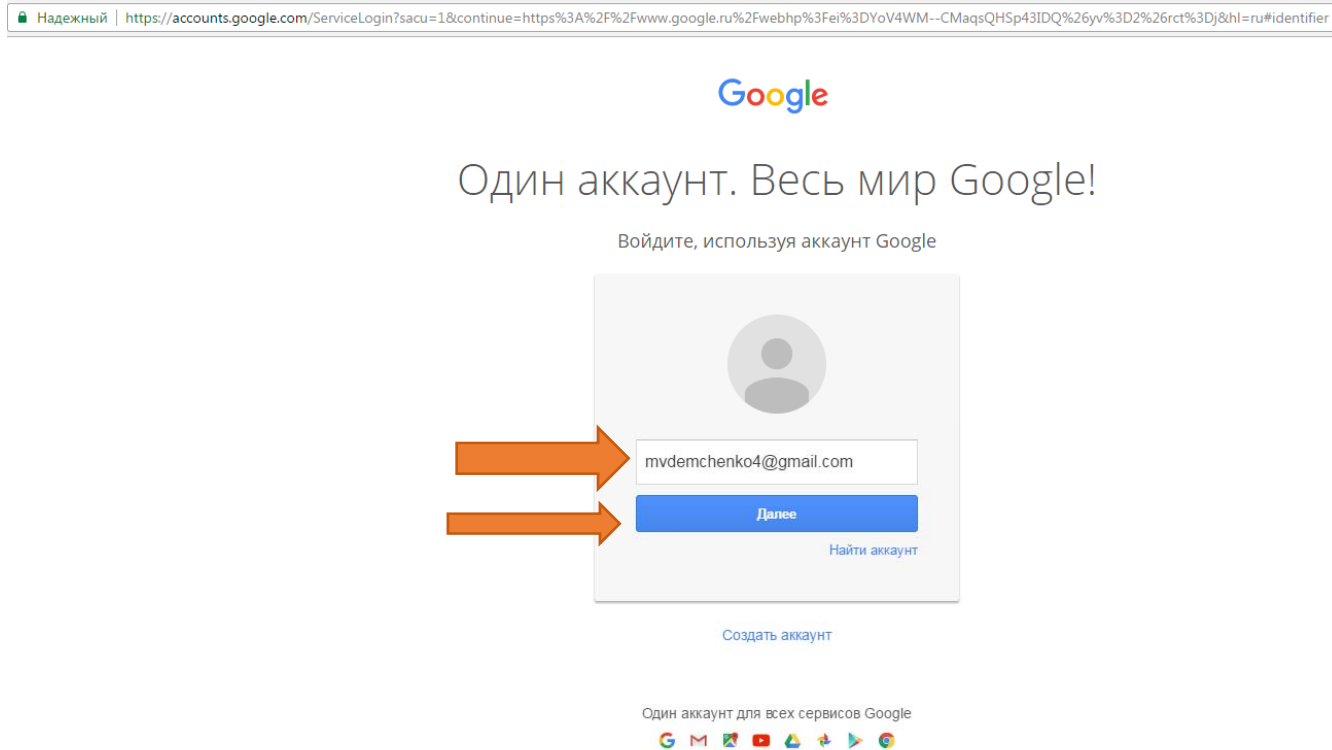 Надежный | https://accounts.google.com/ServiceLogin?sacu=1&continue=https%3A%2F%2Fwww.google.ru%2Fwebhp%3Fei%3DYoV4WM--CMaqsQHSp43IDQ%26yv%3D2%26rct%3Dj&hl=ru#identifier
Google
Один аккаунт. Весь мир Google!
Войдите, используя аккаунт Google
mvdemchenko4@gmail.com
Далее
Найти аккаунт
Создать аккаунт
Один аккаунт для всех сервисов Google